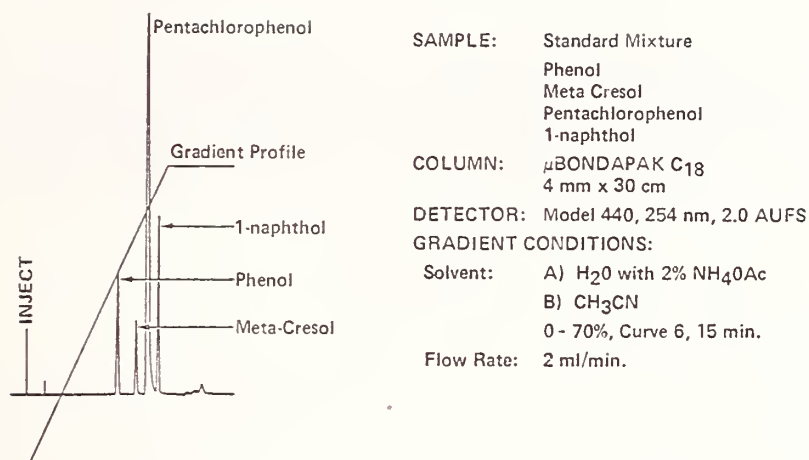 Pentachlorophenol
Gradient Profile
1-naphthol
Phenol
Meta-Cresol
INJECT
SAMPLE: Standard Mixture
Phenol
Meta Cresol
Pentachlorophenol
1-naphthol
COLUMN: μBONDAPAK C18
4 mm x 30 cm
DETECTOR: Model 440, 254 nm, 2.0 AUFS
GRADIENT CONDITIONS:
Solvent: A) H20 with 2% NH40Ac
B) CH3CN
0 - 70%, Curve 6, 15 min.
Flow Rate: 2 ml/min.